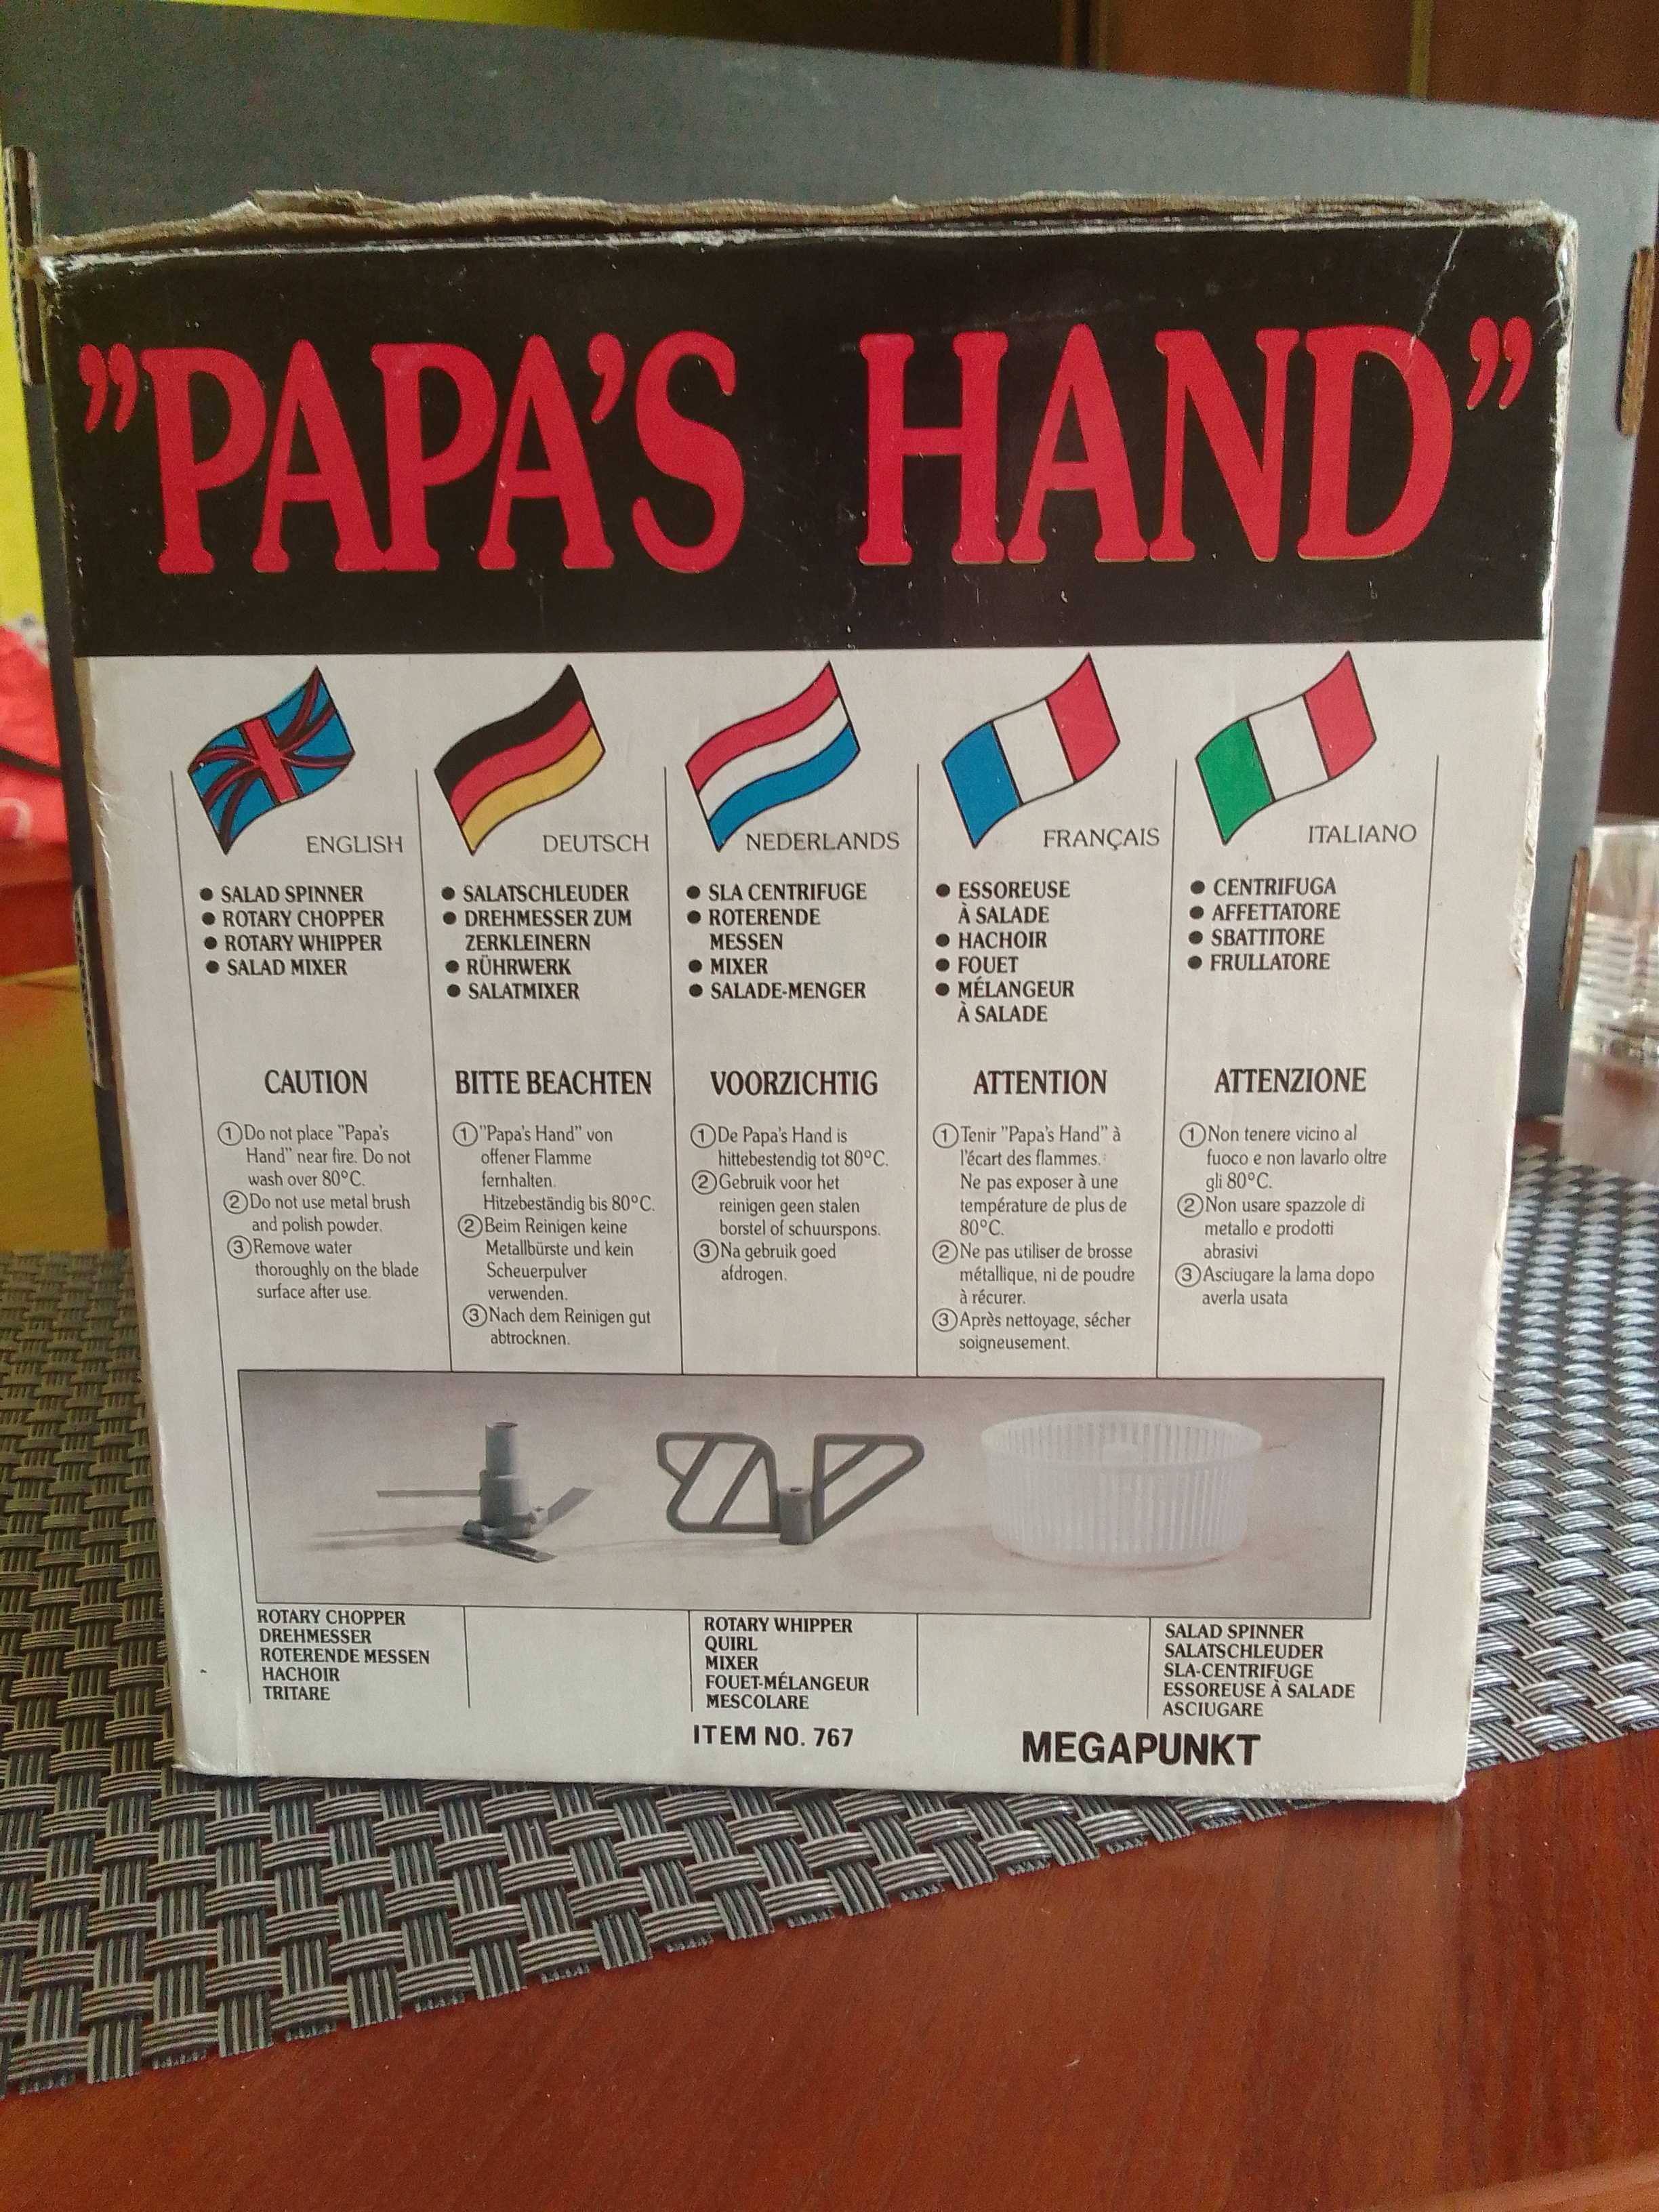 "PAPA'S HAND"
ENGLISH
● SALAD SPINNER
● ROTARY CHOPPER
● ROTARY WHIPPER
● SALAD MIXER
CAUTION
①Do not place "Papa's
Hand" near fire. Do not
wash over 80°C.
②Do not use metal brush
and polish powder.
③Remove water
thoroughly on the blade
surface after use.
DEUTSCH
● SALATSCHLEUDER
● DREHMESSER ZUM
ZERKLEINERN
● RÜHRWERK
● SALATMIXER
BITTE BEACHTEN
①"Papa's Hand" von
offener Flamme
fernhalten.
Hitzebeständig bis 80°C.
②Beim Reinigen keine
Metallbürste und kein
Scheuerpulver
verwenden.
③Nach dem Reinigen gut
abtrocknen.
NEDERLANDS
● SLA CENTRIFUGE
● ROTERENDE
MESSEN
● MIXER
● SALADE-MENGER
VOORZICHTIG
①De Papa's Hand is
hittebestendig tot 80°C.
②Gebruik voor het
reinigen geen stalen
borstel of schuurspons.
③Na gebruik goed
afdrogen.
FRANÇAIS
● ESSOREUSE
À SALADE
● HACHOIR
● FOUET
● MÉLANGEUR
À SALADE
ATTENTION
①Tenir "Papa's Hand" à
l'écart des flammes.
Ne pas exposer à une
température de plus de
80°C.
②Ne pas utiliser de brosse
métallique, ni de poudre
à récurer.
③Après nettoyage, sécher
soigneusement.
ITALIANO
● CENTRIFUGA
● AFFETTATORE
● SBATTITORE
● FRULLATORE
ATTENZIONE
①Non tenere vicino al
fuoco e non lavarlo oltre
gli 80°C.
②Non usare spazzole di
metallo e prodotti
abrasivi
③Asciugare la lama dopo
averla usata
ROTARY CHOPPER
DREHMESSER
ROTERENDE MESSEN
HACHOIR
TRITARE
ROTARY WHIPPER
QUIRL
MIXER
FOUET-MÉLANGEUR
MESCOLARE
SALAD SPINNER
SALATSCHLEUDER
SLA-CENTRIFUGE
ESSOREUSE À SALADE
ASCIUGARE
ITEM NO. 767
MEGAPUNKT